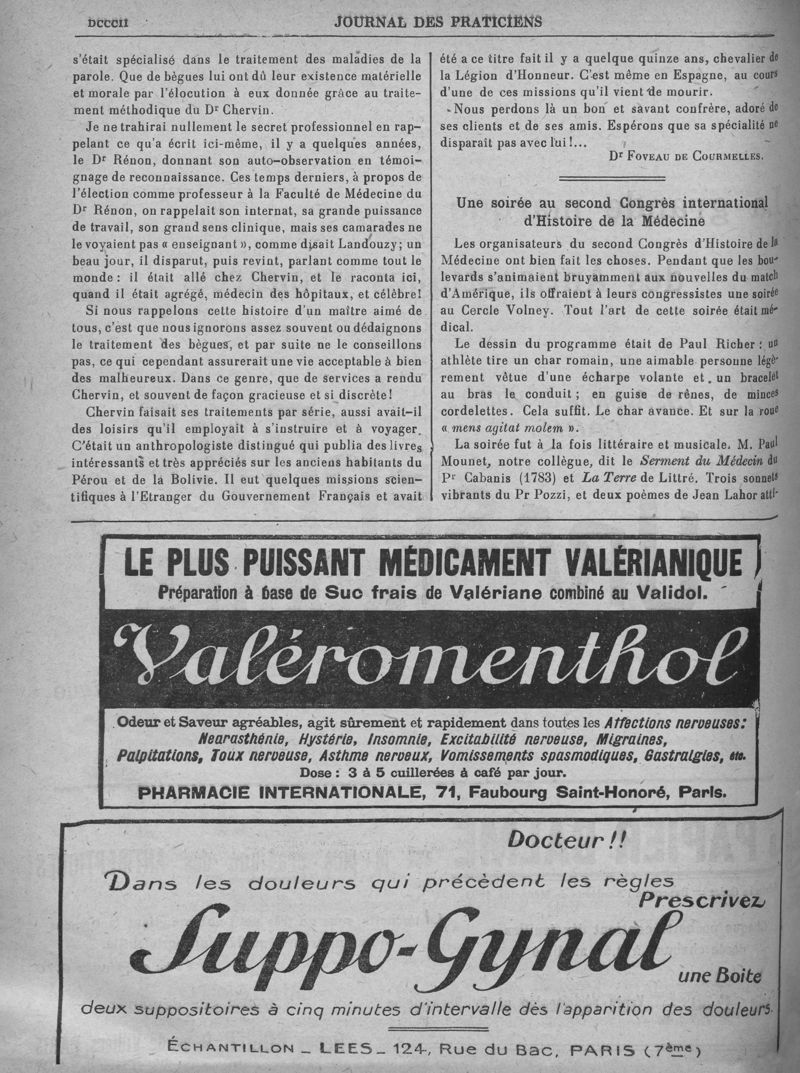 DCCCII
JOURNAL DES PRATICIENS
s'était spécialisé dans le traitement des maladies de la
parole. Que de bègues lui ont dû leur existence matérielle
et morale par l'élocution à eux donnée grâce au traite-
ment méthodique du Dr Chervin.
Je ne trahirai nullement le secret professionnel en rap-
pelant ce qu'a écrit ici-même, il y a quelques années,
le Dr Rénon, donnant son auto-observation en témoi-
gnage de reconnaissance. Ces temps derniers, à propos de
l'élection comme professeur à la Faculté de Médecine du
Dr Rénon, on rappelait son internat, sa grande puissance
de travail, son grand sens clinique, mais ses camarades ne
le voyaient pas « enseignant », comme disait Landouzy; un
beau jour, il disparut, puis revint, parlant comme tout le
monde : il était allé chez Chervin, et le raconta ici,
quand il était agrégé, médecin des hôpitaux, et célèbre!
Si nous rappelons cette histoire d'un maître aimé de
tous, c'est que nous ignorons assez souvent ou dédaignons
le traitement des bègues, et par suite ne le conseillons
pas, ce qui cependant assurerait une vie acceptable à bien
des malheureux. Dans ce genre, que de services a rendu
Chervin, et souvent de façon gracieuse et si discrète!
Chervin faisait ses traitements par série, aussi avait-il
des loisirs qu'il employait à s'instruire et à voyager.
C'était un anthropologiste distingué qui publia des livres
intéressants et très appréciés sur les anciens habitants du
Pérou et de la Bolivie. Il eut quelques missions scien-
tifiques à l'Etranger du Gouvernement Français et avait
été a ce titre fait il y a quelque quinze ans, chevalier de
la Légion d'Honneur. C'est même en Espagne, au cours
d'une de ces missions qu'il vient de mourir.
Nous perdons là un bon et savant confrère, adoré de
ses clients et de ses amis. Espérons que sa spécialité ne
disparaît pas avec lui!...
Dr FOVEAU DE COURMELLES.
Une soirée au second Congrès international
d'Histoire de la Médecine
Les organisateurs du second Congrès d'Histoire de la
Médecine ont bien fait les choses. Pendant que les bou-
levards s'animaient bruyamment aux nouvelles du match
d'Amérique, ils offraient à leurs congressistes une soirée
au Cercle Volney. Tout l'art de cette soirée était mé-
dical.
Le dessin du programme était de Paul Richer : un
athlète tire un char romain, une aimable personne légè-
rement vêtue d'une écharpe volante et un bracelet
au bras le conduit ; en guise de rênes, de minces
cordelettes. Cela suffit. Le char avance. Et sur la roue
« mens agitat molem ».
La soirée fut à la fois littéraire et musicale. M. Paul
Mounet, notre collègue, dit le Serment du Médecin du
Pr Cabanis (1783) et La Terre de Littré. Trois sonnets
vibrants du Pr Pozzi, et deux poèmes de Jean Lahor atti-
LE PLUS PUISSANT MÉDICAMENT VALÉRIANIQUE
Préparation à base de Suc frais de Valériane combiné au Validol.
Valéromenthol
Odeur et Saveur agréables, agit sûrement et rapidement dans toutes les Affections nerveuses:
Nearasthénie, Hystérie, Insomnie, Excitabilité nerveuse, Migraines,
Palpitations, Toux nerveuse, Asthme nerveux, Vomissements spasmodiques, Gastralgies, etc.
Dose : 3 à 5 cuillerées à café par jour.
PHARMACIE INTERNATIONALE, 71, Faubourg Saint-Honoré, Paris.
Docteur!!
Dans les douleurs qui précèdent les règles
Prescrivez
Suppo-Gynal
une Boite
deux suppositoires à cinq minutes d'intervalle dès l'apparition des douleurs.
ÉCHANTILLON _ LEES _ 124, Rue du Bac, PARIS (7ème)